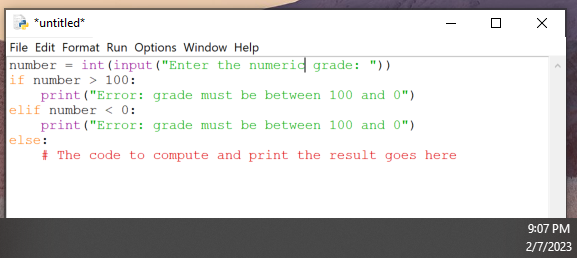 *untitled*
File Edit Format Run Options Window Help
number = int(input("Enter the numeric grade: "))
if number > 100:
    print("Error: grade must be between 100 and 0")
elif number < 0:
    print("Error: grade must be between 100 and 0")
else:
    # The code to compute and print the result goes here
9:07 PM
2/7/2023